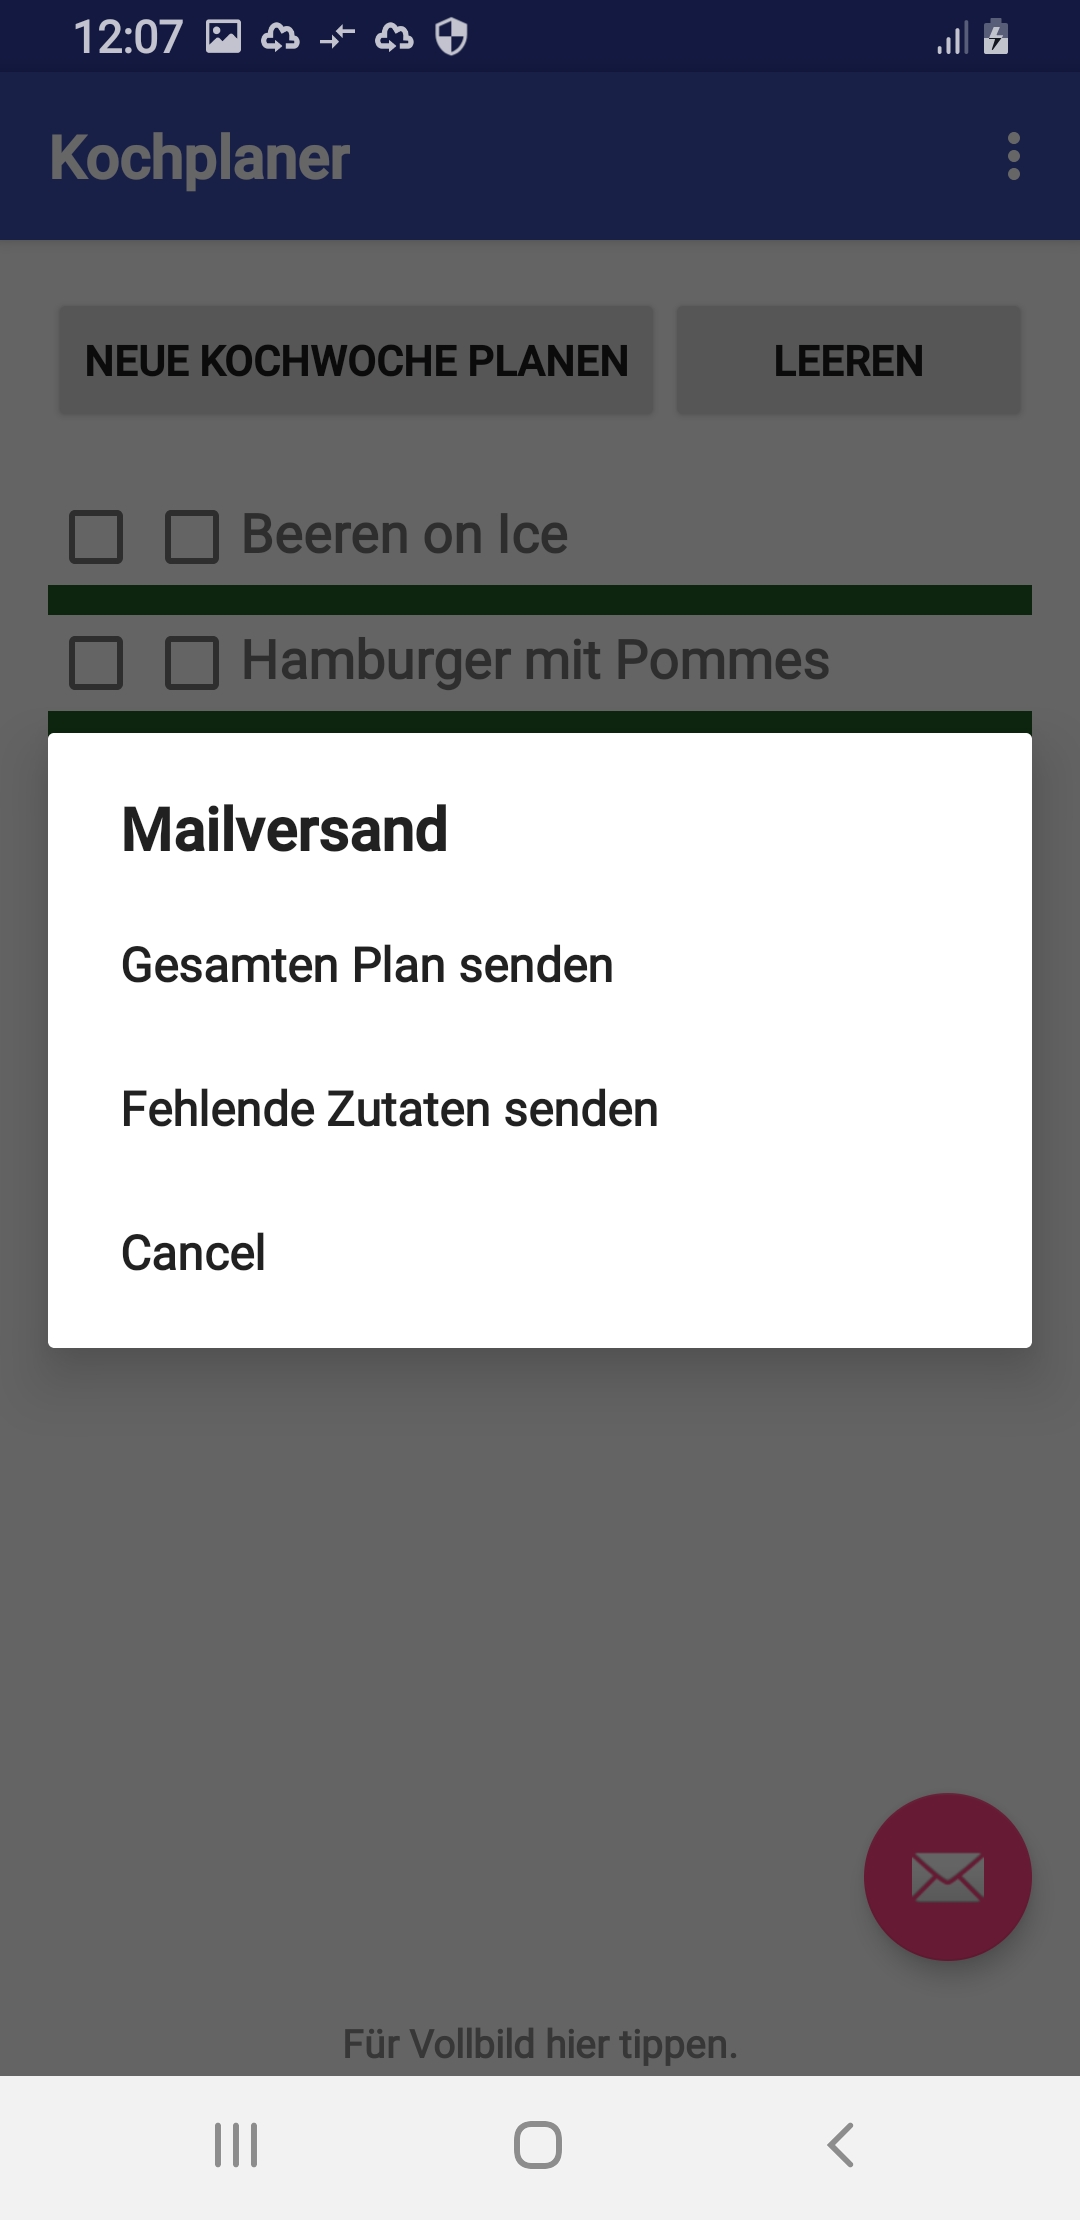 12:07
Kochplaner
NEUE KOCHWOCHE PLANEN
LEEREN
Beeren on Ice
Hamburger mit Pommes
Mailversand
Gesamten Plan senden
Fehlende Zutaten senden
Cancel
Für Vollbild hier tippen.